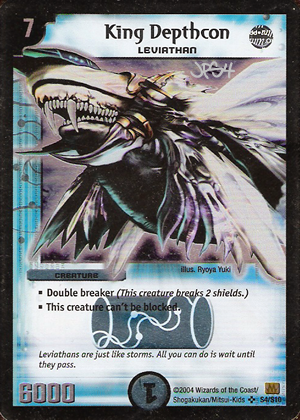 7
King Depthcon
LEVIATHAN
illus. Ryoya Yuki
CREATURE
▪ Double breaker (This creature breaks 2 shields.)
▪ This creature can't be blocked.
Leviathans are just like storms. All you can do is wait until
they pass.
6000
1
©2004 Wizards of the Coast/
Shogakukan/Mitsui-Kids S4/S10